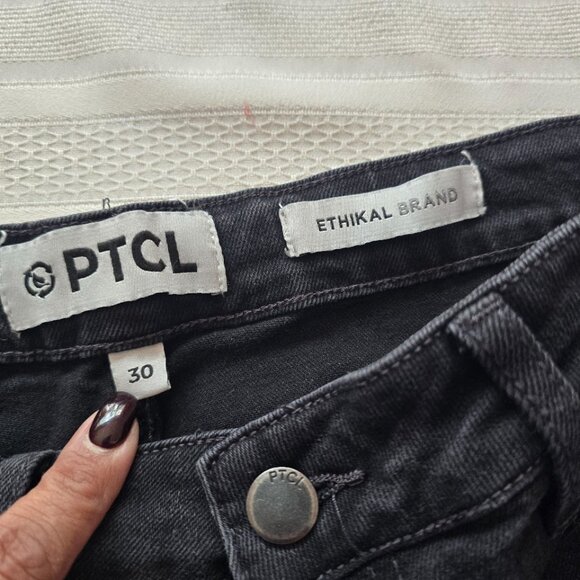 PTCL
ETHIKAL BRAND
30
PTCL